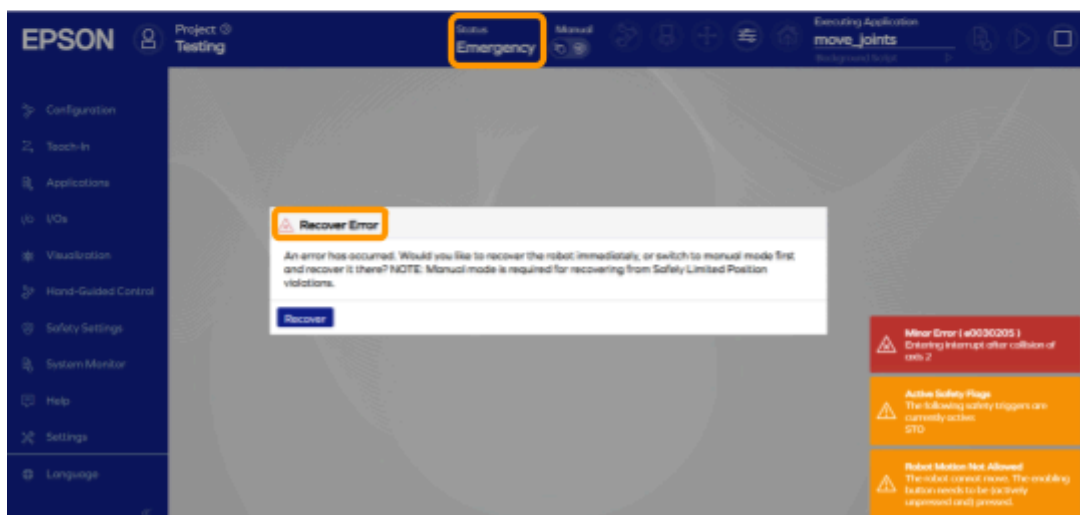 EPSON
Project
Testing
Status
Emergency
Manual
Executing Application
move_joints
Background Script
Configuration
Teach-In
Applications
I/Os
Visualization
Hand-Guided Control
Safety Settings
System Monitor
Help
Settings
Language
Recover Error
An error has occurred. Would you like to recover the robot immediately, or switch to manual mode first
and recover it there? NOTE: Manual mode is required for recovering from Safely Limited Position
violations.
Recover
Minor Error ( e0030205 )
Entering interrupt after collision of
axis 2
Active Safety Flags
The following safety triggers are
currently active:
STO
Robot Motion Not Allowed
The robot cannot move. The enabling
button needs to be (actively
unpressed and) pressed.